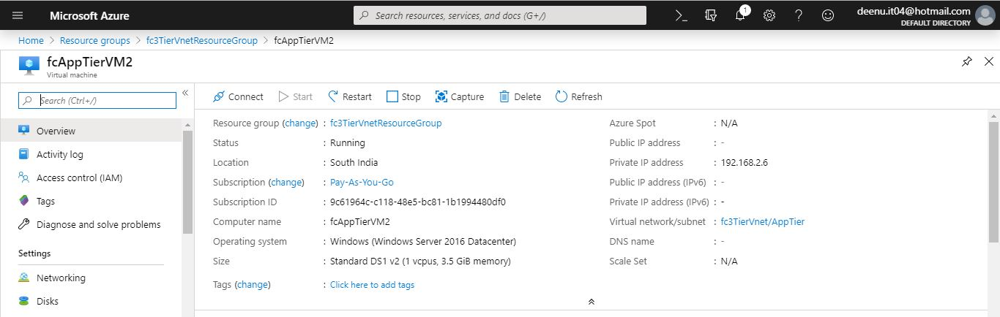 Microsoft Azure
Search resources, services, and docs (G+/)
1
deenu.it04@hotmail.com
DEFAULT DIRECTORY
Home > Resource groups > fc3TierVnetResourceGroup > fcAppTierVM2
fcAppTierVM2
Virtual machine
Search (Ctrl+/)
Overview
Activity log
Access control (IAM)
Tags
Diagnose and solve problems
Settings
Networking
Disks
Connect Start Restart Stop Capture Delete Refresh
Resource group (change) : fc3TierVnetResourceGroup
Status : Running
Location : South India
Subscription (change) : Pay-As-You-Go
Subscription ID : 9c61964c-c118-48e5-bc81-1b1994480df0
Computer name : fcAppTierVM2
Operating system : Windows (Windows Server 2016 Datacenter)
Size : Standard DS1 v2 (1 vcpus, 3.5 GiB memory)
Tags (change) : Click here to add tags
Azure Spot : N/A
Public IP address : -
Private IP address : 192.168.2.6
Public IP address (IPv6) : -
Private IP address (IPv6) : -
Virtual network/subnet : fc3TierVnet/AppTier
DNS name : -
Scale Set : N/A